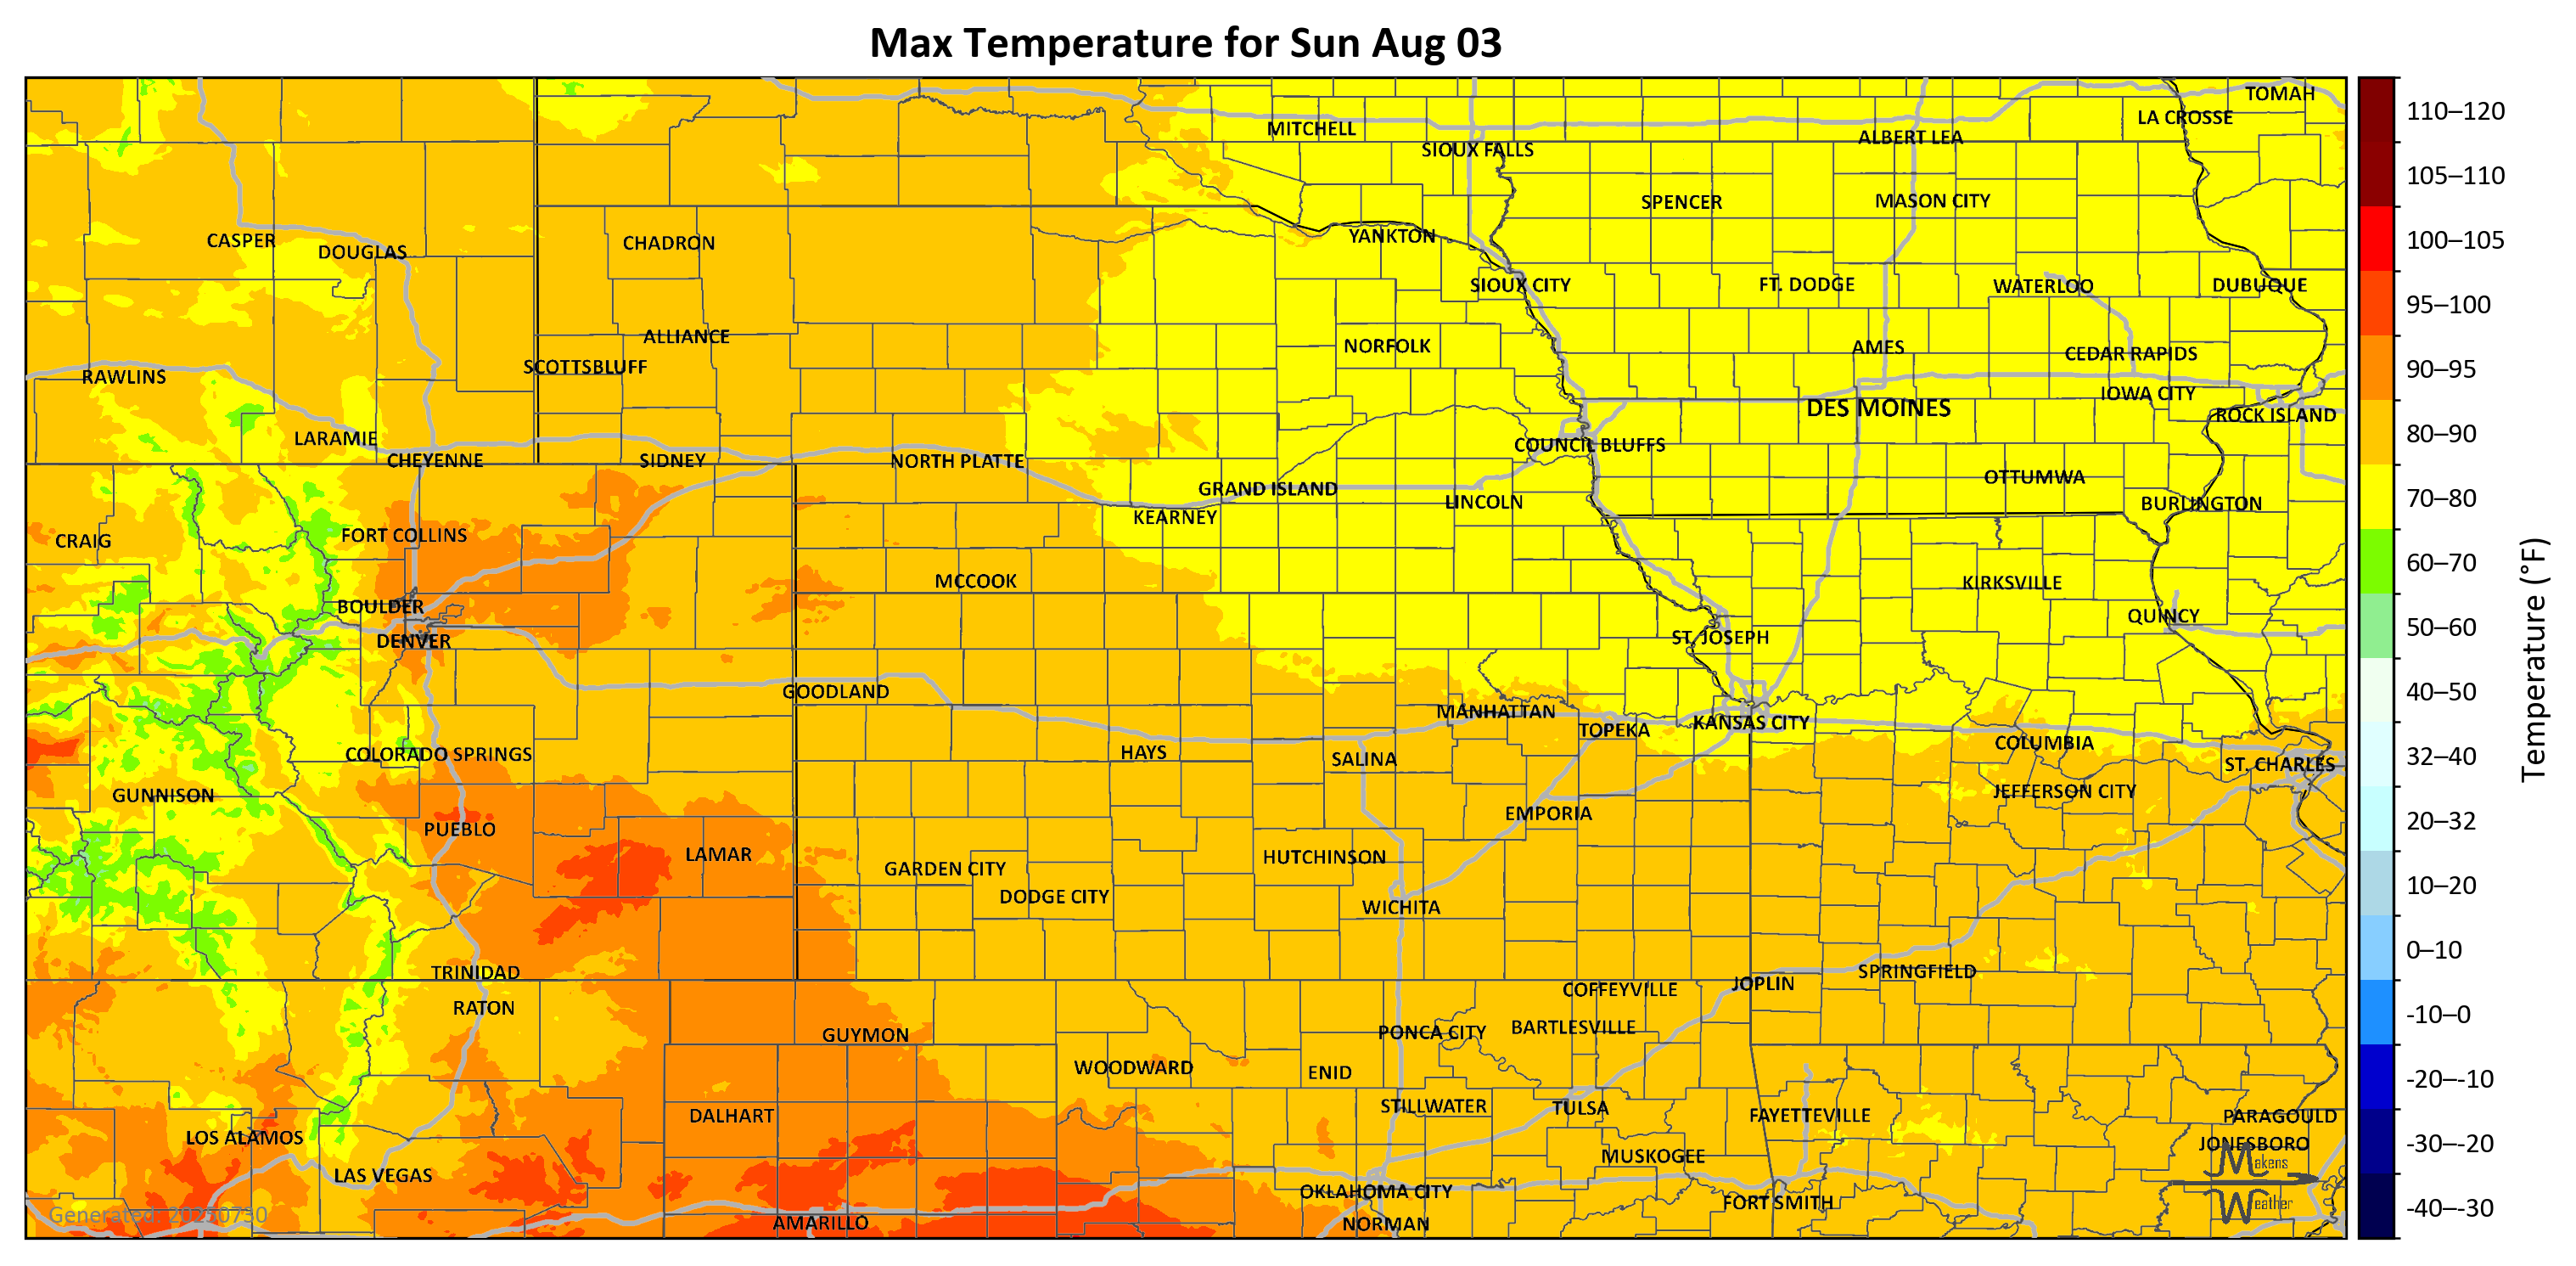 Max Temperature for Sun Aug 03
TOMAH
LA CROSSE
MITCHELL
ALBERT LEA
SIOUX FALLS
SPENCER
MASON CITY
CASPER
DOUGLAS
CHADRON
YANKTON
SIOUX CITY
FT. DODGE
WATERLOO
DUBUQUE
ALLIANCE
NORFOLK
AMES
CEDAR RAPIDS
SCOTTSBLUFF
RAWLINS
IOWA CITY
DES MOINES
ROCK ISLAND
LARAMIE
COUNCIL BLUFFS
CHEYENNE
SIDNEY
NORTH PLATTE
OTTUMWA
GRAND ISLAND
LINCOLN
BURLINGTON
KEARNEY
FORT COLLINS
CRAIG
MCCOOK
KIRKSVILLE
BOULDER
QUINCY
DENVER
ST. JOSEPH
GOODLAND
MANHATTAN
KANSAS CITY
TOPEKA
COLUMBIA
COLORADO SPRINGS
HAYS
SALINA
ST. CHARLES
GUNNISON
JEFFERSON CITY
EMPORIA
PUEBLO
LAMAR
HUTCHINSON
GARDEN CITY
DODGE CITY
WICHITA
TRINIDAD
SPRINGFIELD
JOPLIN
COFFEYVILLE
RATON
BARTLESVILLE
PONCA CITY
GUYMON
WOODWARD
ENID
STILLWATER
TULSA
DALHART
FAYETTEVILLE
PARAGOULD
LOS ALAMOS
JONESBORO
MUSKOGEE
LAS VEGAS
OKLAHOMA CITY
FORT SMITH
AMARILLO
NORMAN
Generated: 20250730
Makens
Weather
110–120
105–110
100–105
95–100
90–95
80–90
70–80
60–70
50–60
40–50
32–40
20–32
10–20
0–10
-10–0
-20–-10
-30–-20
-40–-30
Temperature (°F)